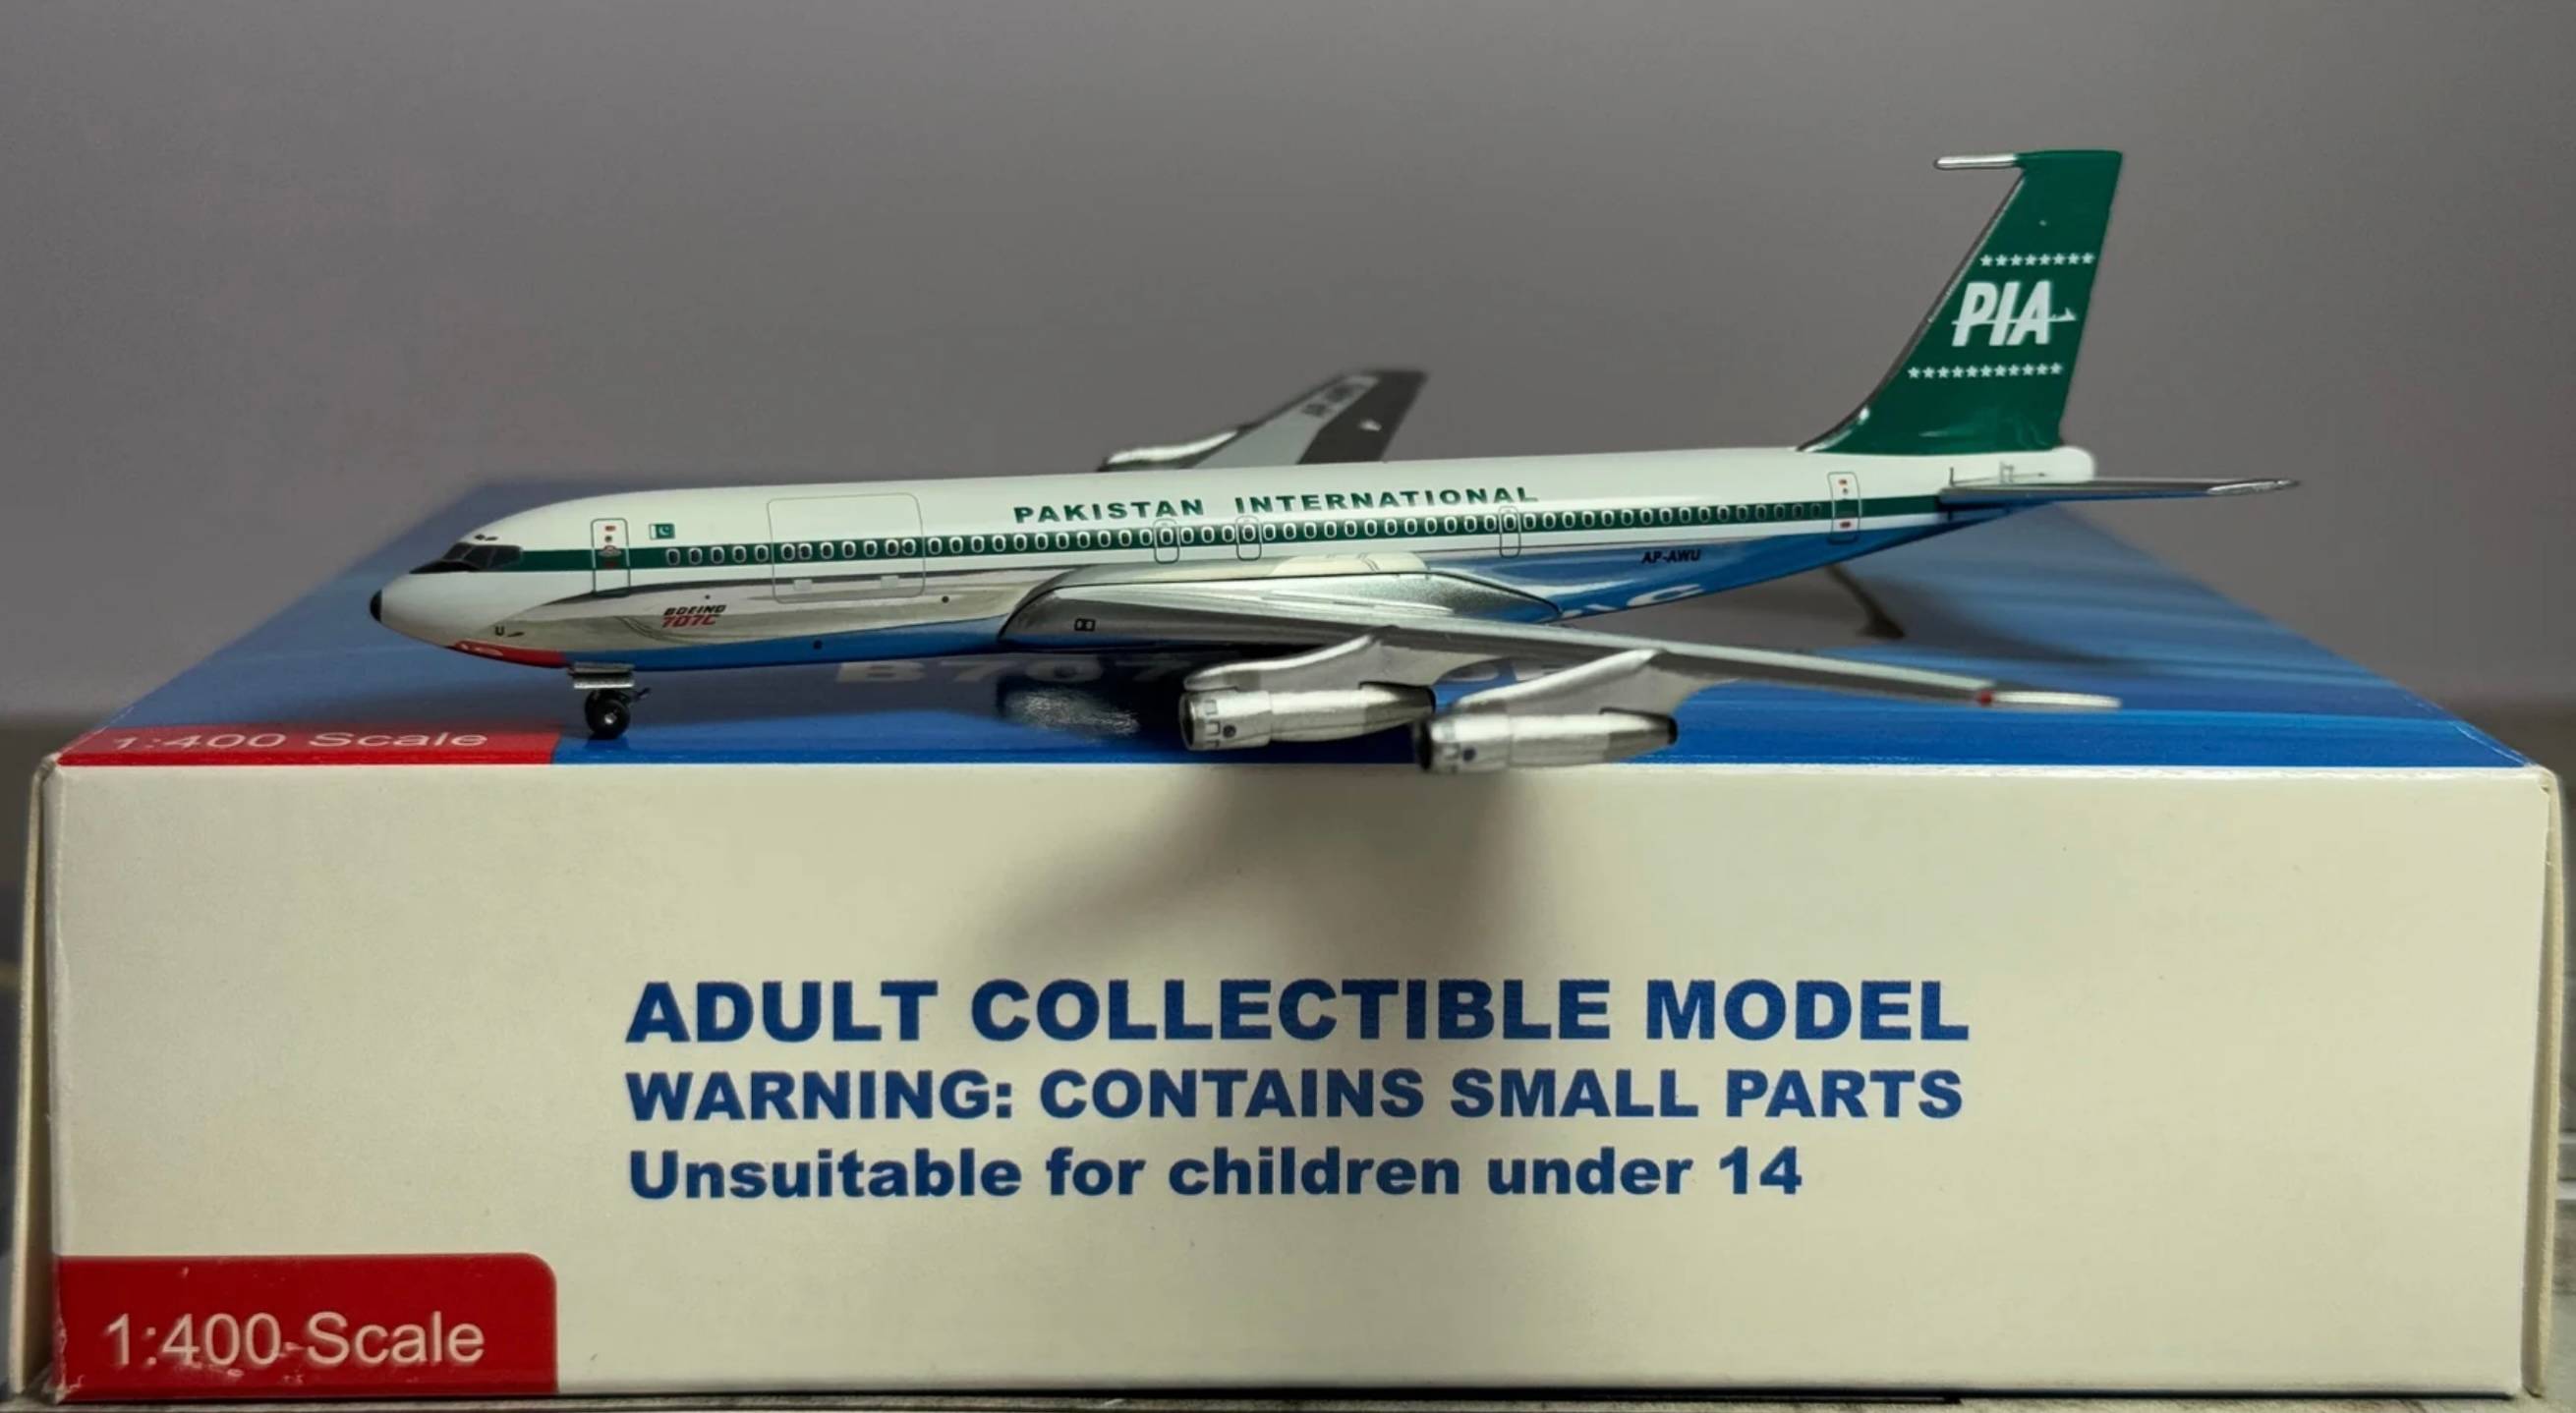 PIA
PAKISTAN INTERNATIONAL
AP-AWU
BOEING
707C
U
B707
1:400 Scale
ADULT COLLECTIBLE MODEL
WARNING: CONTAINS SMALL PARTS
Unsuitable for children under 14
1:400 Scale